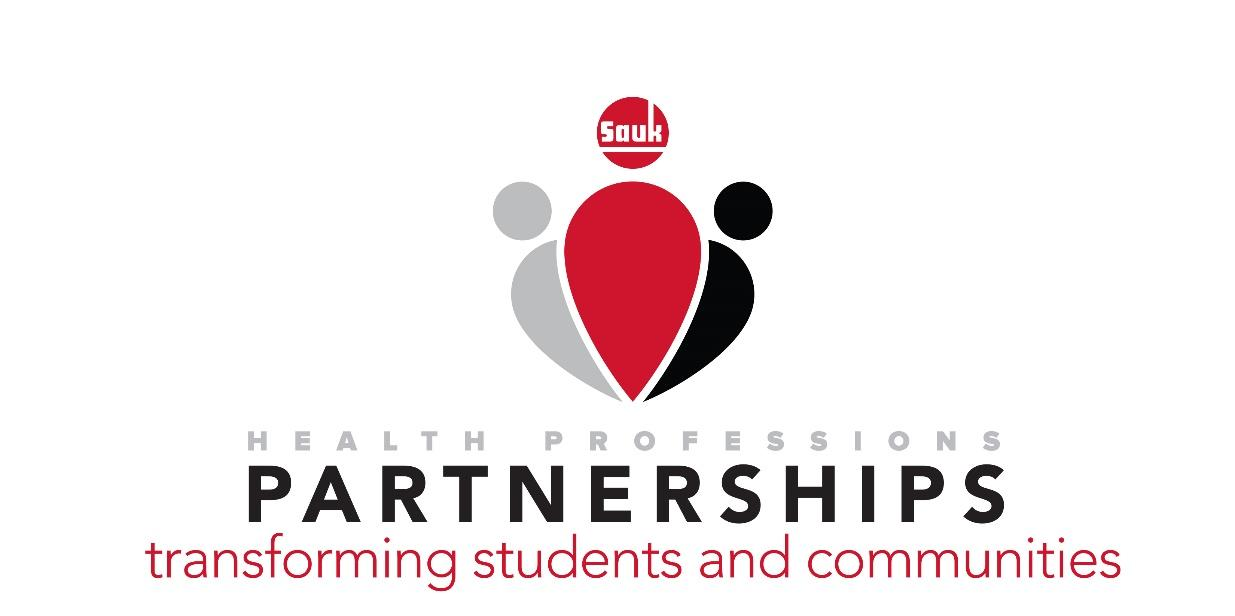 Sauk
HEALTH PROFESSIONS
PARTNERSHIPS
transforming students and communities